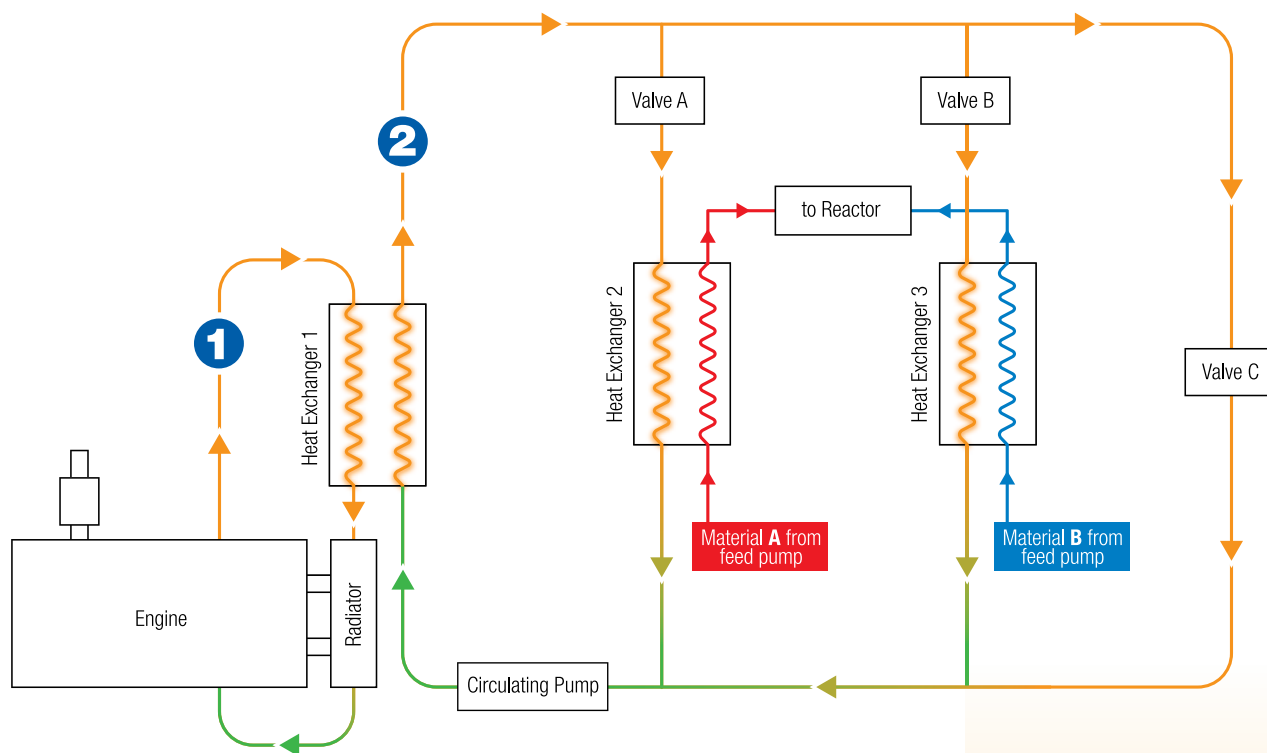 2
Valve A
Valve B
to Reactor
1
Heat Exchanger 1
Heat Exchanger 2
Heat Exchanger 3
Valve C
Material A from
feed pump
Material B from
feed pump
Engine
Radiator
Circulating Pump